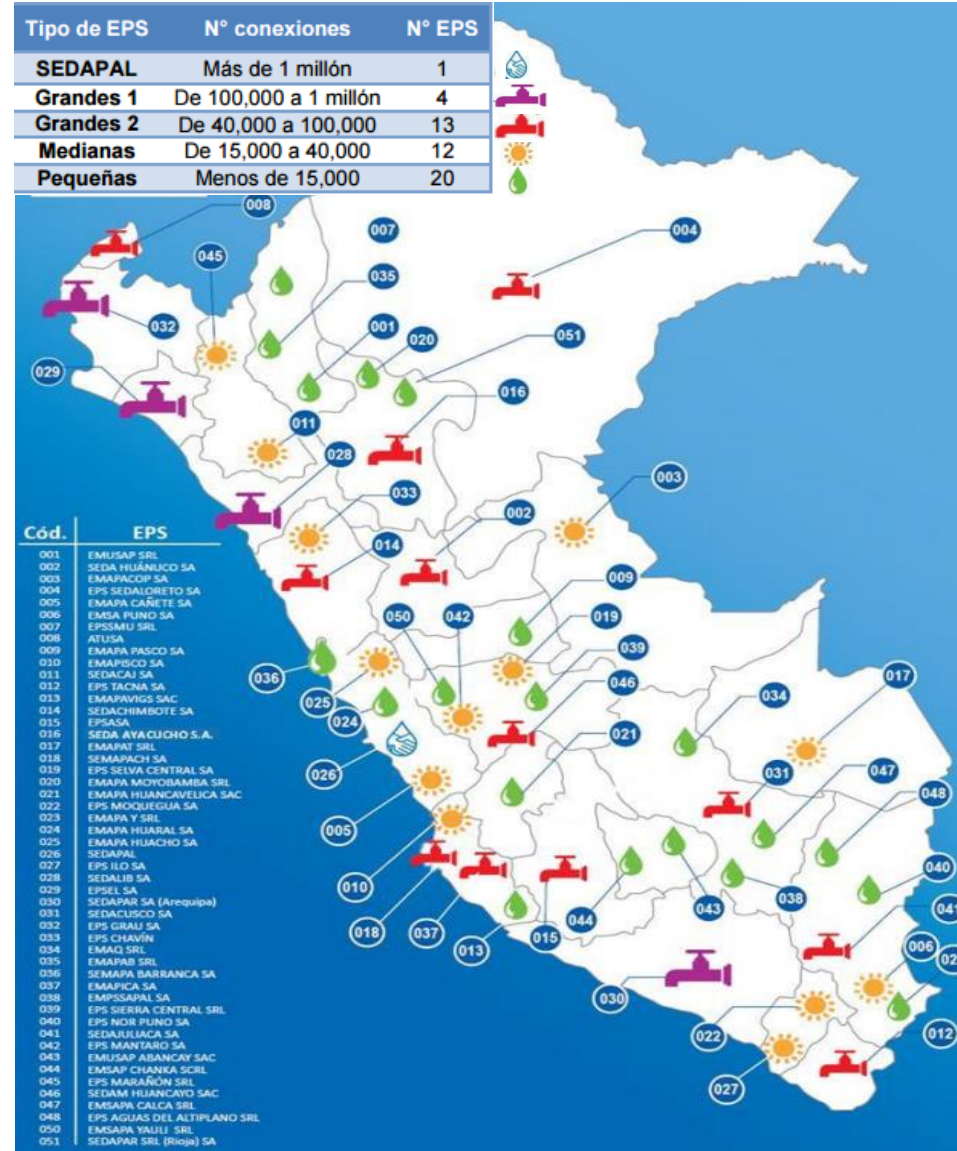 Tipo de EPS N° conexiones N° EPS
SEDAPAL Más de 1 millón 1
Grandes 1 De 100,000 a 1 millón 4
Grandes 2 De 40,000 a 100,000 13
Medianas De 15,000 a 40,000 12
Pequeñas Menos de 15,000 20
008
007
004
045
035
032
001
020
051
029
016
011
028
033
003
002
014
009
050
042
019
039
036
046
025
034
017
024
021
026
031
047
048
005
040
010
044
043
038
041
018
037
013
015
006
02
030
022
012
027
Cód. EPS
001 EMUSAP SRL
002 SEDA HUÁNUCO SA
003 EMAPACOP SA
004 EPS SEDALORETO SA
005 EMAPA CAÑETE SA
006 EMSA PUNO SA
007 EPSSMU SRL
008 ATUSA
009 EMAPA PASCO SA
010 EMAPISCO SA
011 SEDACAJ SA
012 EPS TACNA SA
013 EMAPAVIGS SAC
014 SEDACHIMBOTE SA
015 EPSASA
016 SEDA AYACUCHO S.A.
017 EMAPAT SRL
018 SEMAPACH SA
019 EPS SELVA CENTRAL SA
020 EMAPA MOYOBAMBA SRL
021 EMAPA HUANCAVELICA SAC
022 EPS MOQUEGUA SA
023 EMAPA Y SRL
024 EMAPA HUARAL SA
025 EMAPA HUACHO SA
026 SEDAPAL
027 EPS ILO SA
028 SEDALIB SA
029 EPSEL SA
030 SEDAPAR SA (Arequipa)
031 SEDACUSCO SA
032 EPS GRAU SA
033 EPS CHAVÍN
034 EMAQ SRL
035 EMAPAB SRL
036 SEMAPA BARRANCA SA
037 EMAPICA SA
038 EMPSSAPAL SA
039 EPS SIERRA CENTRAL SRL
040 EPS NOR PUNO SA
041 SEDAJULIACA SA
042 EPS MANTARO SA
043 EMUSAP ABANCAY SAC
044 EMSAP CHANKA SCRL
045 EPS MARAÑÓN SRL
046 SEDAM HUANCAYO SAC
047 EMSAPA CALCA SRL
048 EPS AGUAS DEL ALTIPLANO SRL
050 EMSAPA YAULI SRL
051 SEDAPAR SRL (Rioja) SA